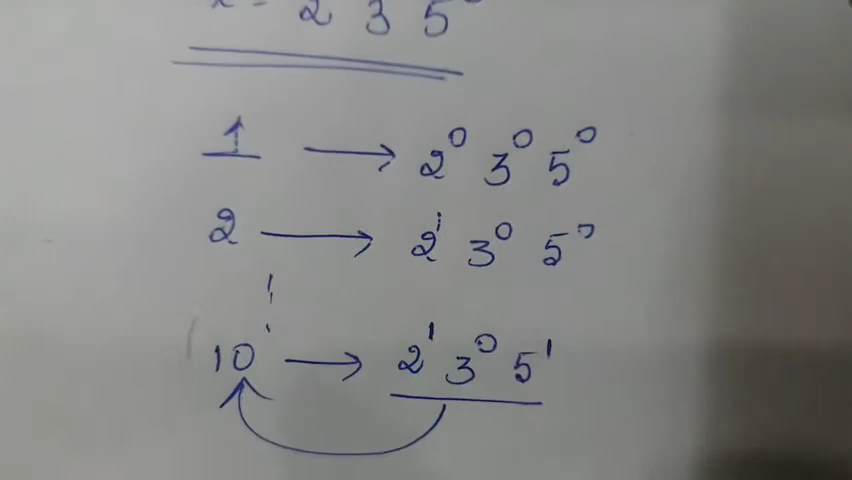 2 3 5
1 → 2⁰ 3⁰ 5⁰
2 → 2¹ 3⁰ 5⁰
10 → 2¹ 3⁰ 5¹